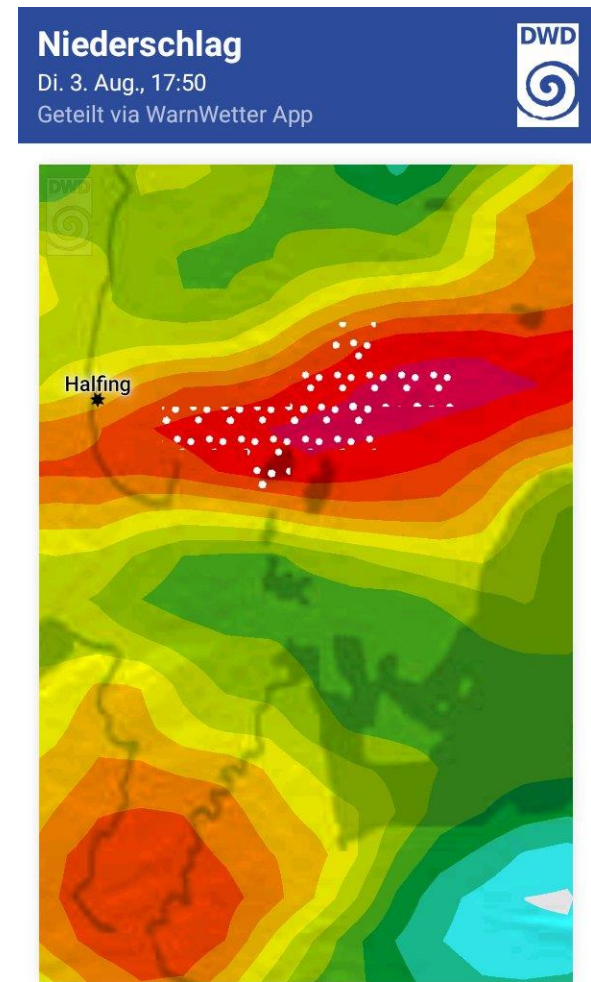 Niederschlag
DWD
Di. 3. Aug., 17:50
Geteilt via WarnWetter App
DWD
Halfing